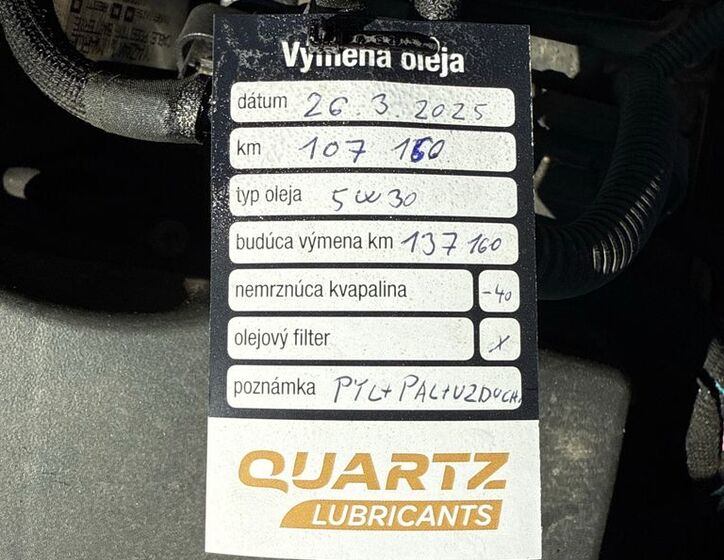 Výmena oleja
dátum 26.3.2025
km 107 160
typ oleja 5w30
budúca výmena km 137 160
nemrznúca kvapalina -40
olejový filter x
poznámka PYL+PAL+VZDUCH.
QUARTZ
LUBRICANTS